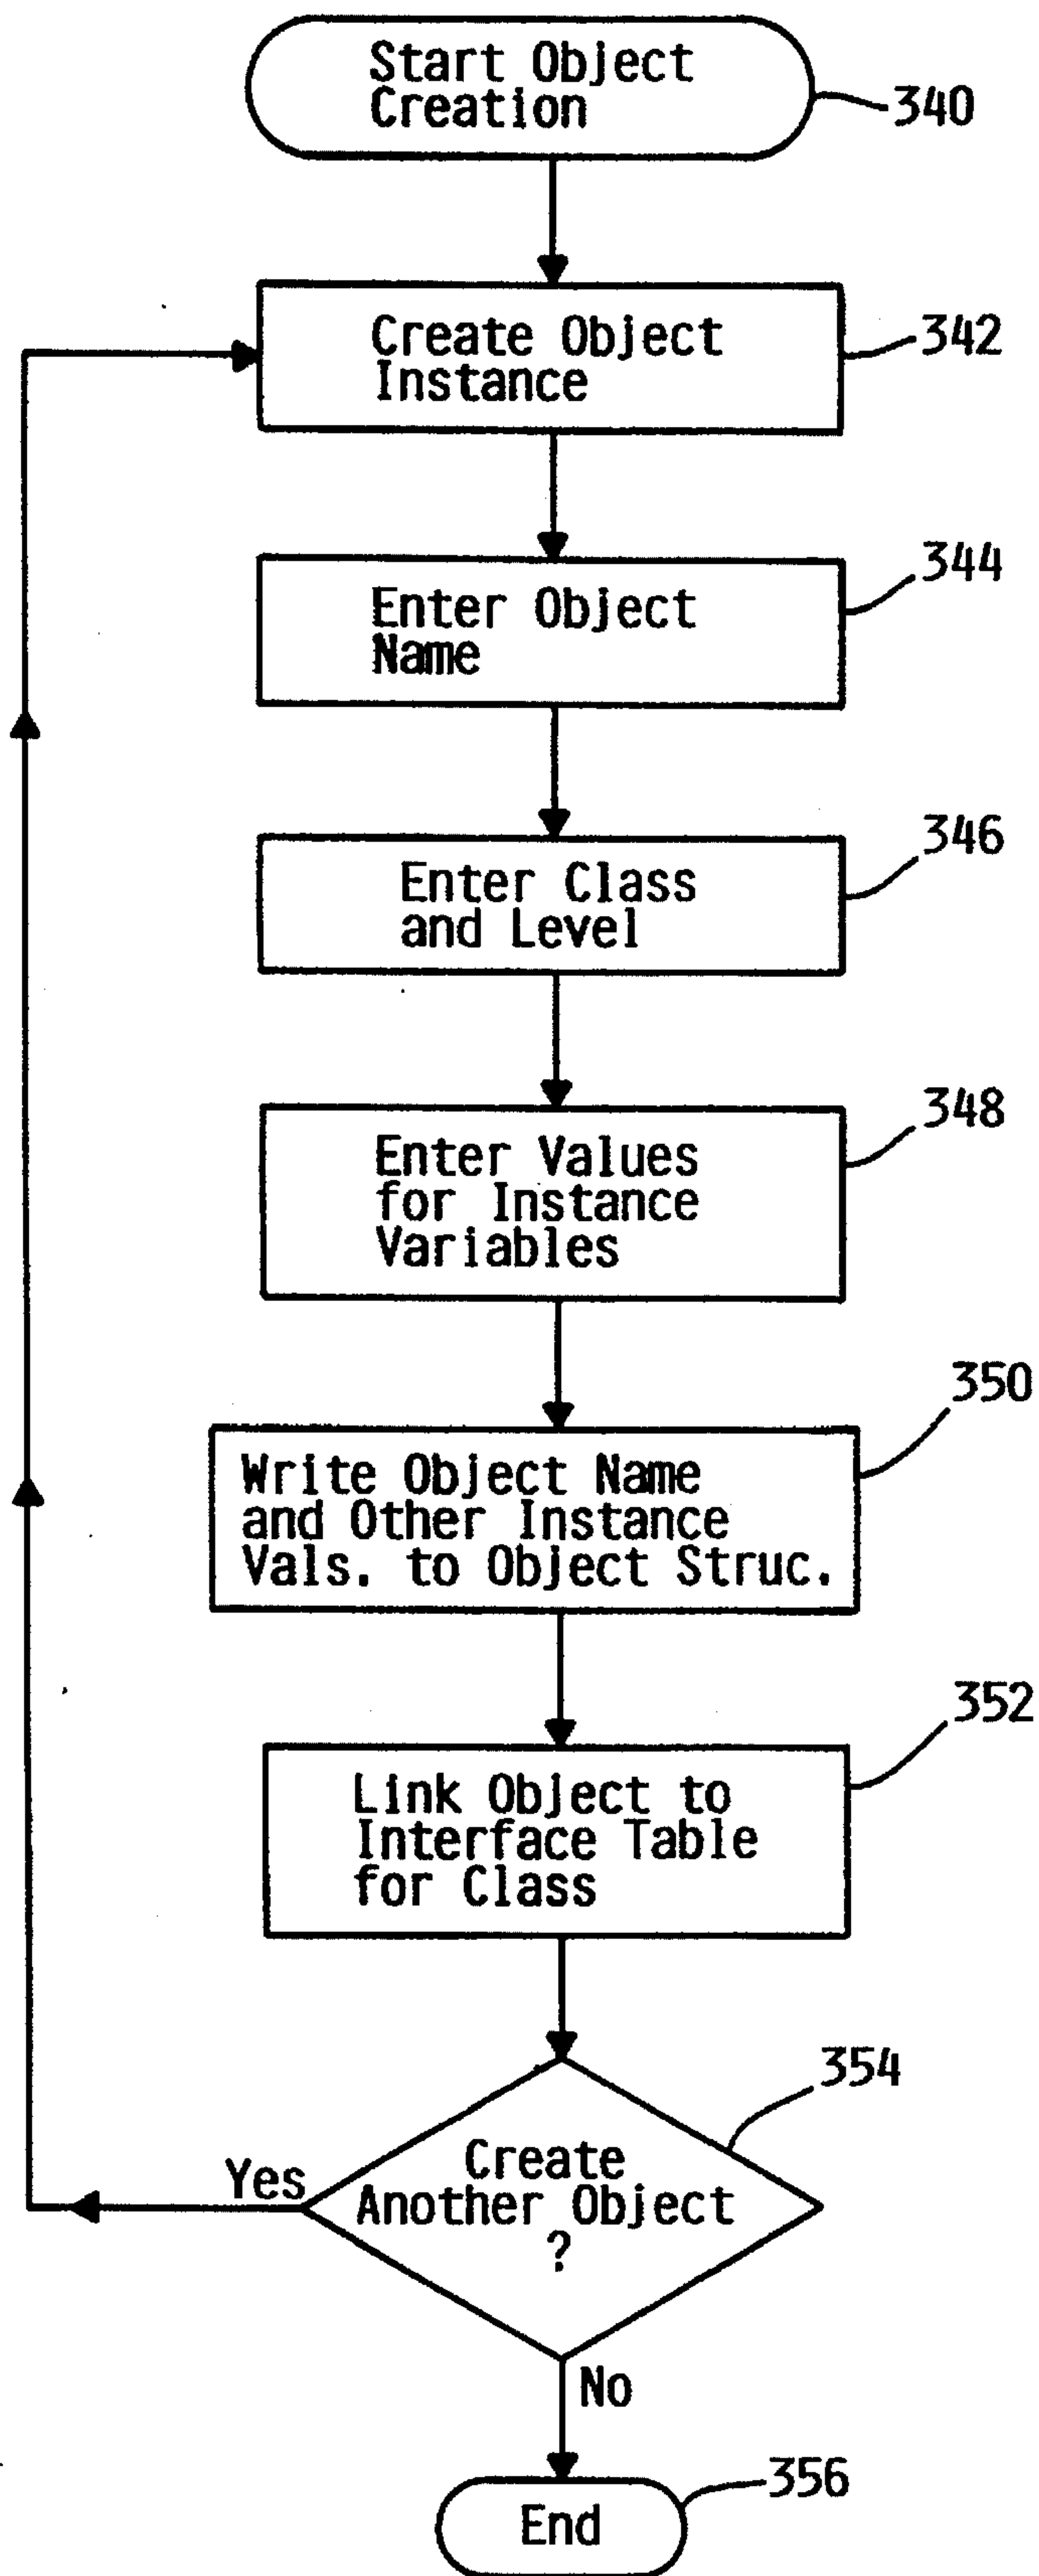 Start Object
Creation
340
Create Object
Instance
342
Enter Object
Name
344
Enter Class
and Level
346
Enter Values
for Instance
Variables
348
Write Object Name
and Other Instance
Vals. to Object Struc.
350
Link Object to
Interface Table
for Class
352
354
Create
Another Object
?
Yes
No
End
356